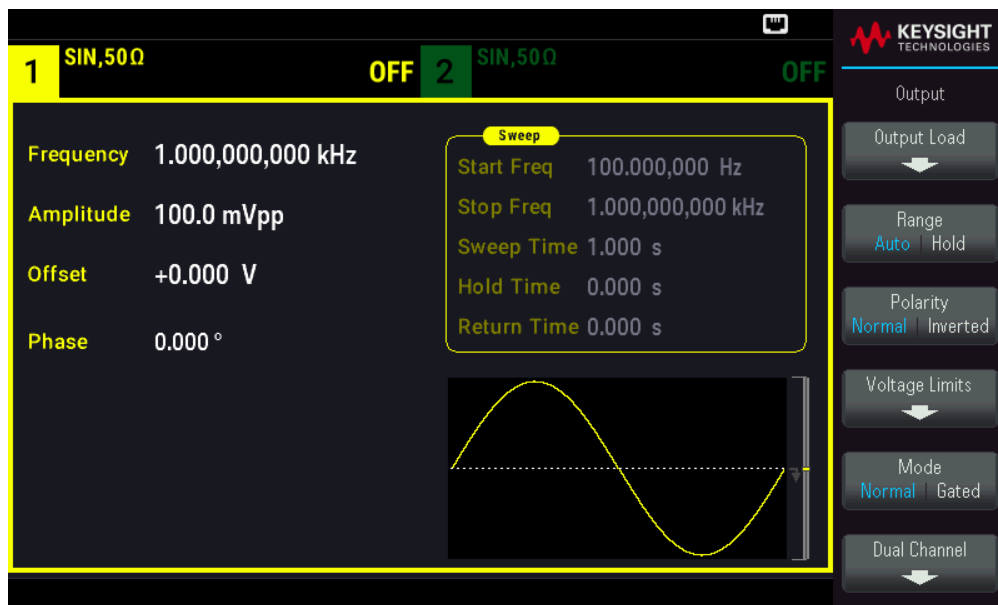 KEYSIGHT
TECHNOLOGIES
1 SIN,50Ω OFF 2 SIN,50Ω OFF
Output
Frequency 1.000,000,000 kHz
Amplitude 100.0 mVpp
Offset +0.000 V
Phase 0.000 °
Sweep
Start Freq 100.000,000 Hz
Stop Freq 1.000,000,000 kHz
Sweep Time 1.000 s
Hold Time 0.000 s
Return Time 0.000 s
Output Load
Range
Auto | Hold
Polarity
Normal | Inverted
Voltage Limits
Mode
Normal | Gated
Dual Channel